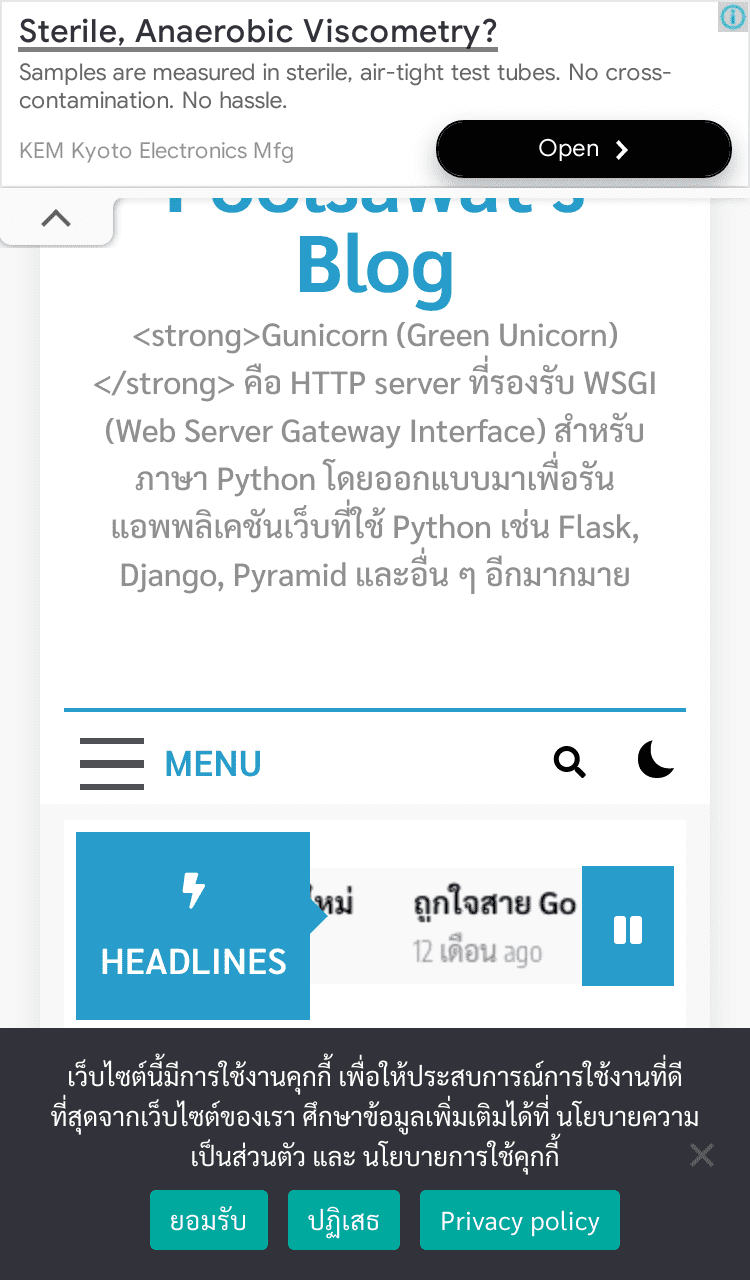 Sterile, Anaerobic Viscometry?
Samples are measured in sterile, air-tight test tubes. No cross-
contamination. No hassle.
KEM Kyoto Electronics Mfg
Open
Poolsawat's
Blog
<strong>Gunicorn (Green Unicorn)
</strong> คือ HTTP server ที่รองรับ WSGI
(Web Server Gateway Interface) สำหรับ
ภาษา Python โดยออกแบบมาเพื่อรัน
แอพพลิเคชันเว็บที่ใช้ Python เช่น Flask,
Django, Pyramid และอื่น ๆ อีกมากมาย
MENU
HEADLINES
ถูกใจสาย Go
12 เดือน ago
เว็บไซต์นี้มีการใช้งานคุกกี้ เพื่อให้ประสบการณ์การใช้งานที่ดี
ที่สุดจากเว็บไซต์ของเรา ศึกษาข้อมูลเพิ่มเติมได้ที่ นโยบายความ
เป็นส่วนตัว และ นโยบายการใช้คุกกี้
ยอมรับ
ปฏิเสธ
Privacy policy